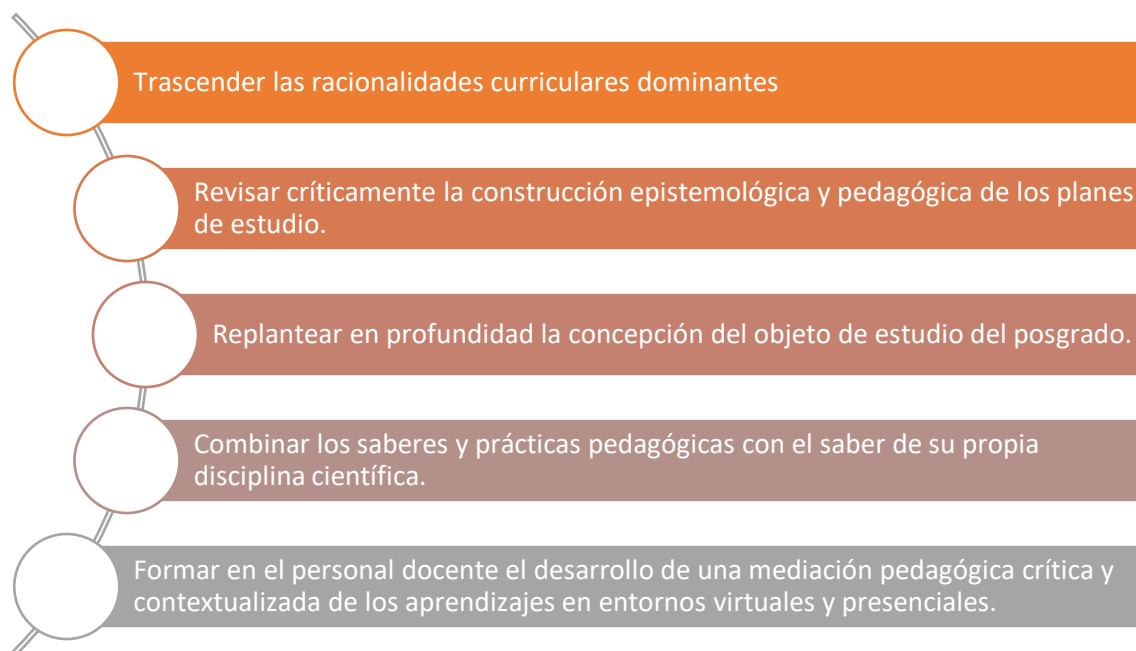 Trascender las racionalidades curriculares dominantes
Revisar críticamente la construcción epistemológica y pedagógica de los planes
de estudio.
Replantear en profundidad la concepción del objeto de estudio del posgrado.
Combinar los saberes y prácticas pedagógicas con el saber de su propia
disciplina científica.
Formar en el personal docente el desarrollo de una mediación pedagógica crítica y
contextualizada de los aprendizajes en entornos virtuales y presenciales.